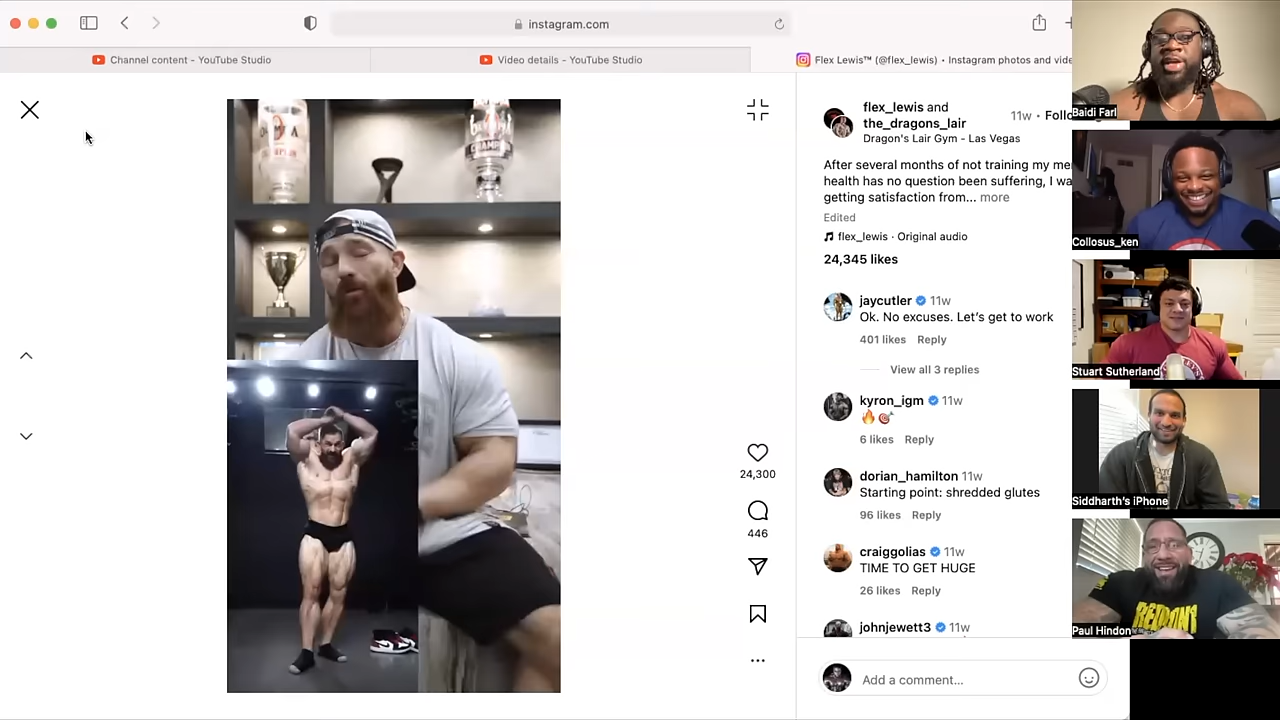 instagram.com
Channel content - YouTube Studio
Video details - YouTube Studio
Flex Lewis™ (@flex_lewis) • Instagram photos and vide
flex_lewis and
the_dragons_lair
11w • Follo
Dragon's Lair Gym - Las Vegas
After several months of not training my me
health has no question been suffering, I wa
getting satisfaction from... more
Edited
flex_lewis · Original audio
24,345 likes
jaycutler 11w
Ok. No excuses. Let's get to work
401 likes Reply
View all 3 replies
kyron_igm 11w
6 likes Reply
dorian_hamilton 11w
Starting point: shredded glutes
96 likes Reply
craiggolias 11w
TIME TO GET HUGE
26 likes Reply
johnjewett3 11w
Add a comment...
24,300
446
Baidi Farl
Collosus_ken
Stuart Sutherland
Siddharth's iPhone
REDCON1
Paul Hindon